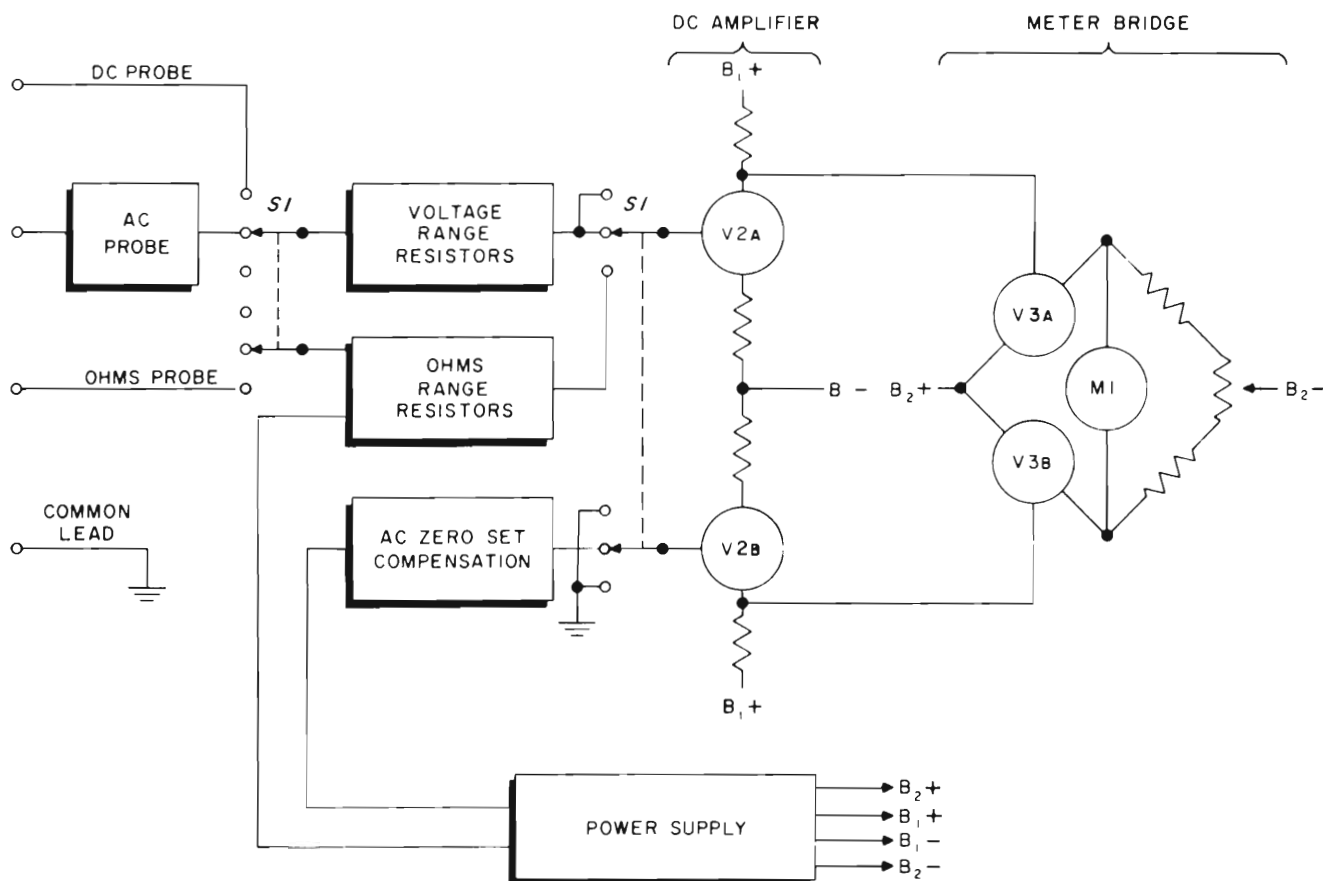 DC AMPLIFIER
METER BRIDGE
B1+
DC PROBE
AC
PROBE
S1
VOLTAGE
RANGE
RESISTORS
S1
V2A
V3A
OHMS PROBE
OHMS
RANGE
RESISTORS
B-
B2+
M1
B2-
V3B
COMMON
LEAD
AC ZERO SET
COMPENSATION
V2B
B1+
POWER SUPPLY
B2+
B1+
B1-
B2-